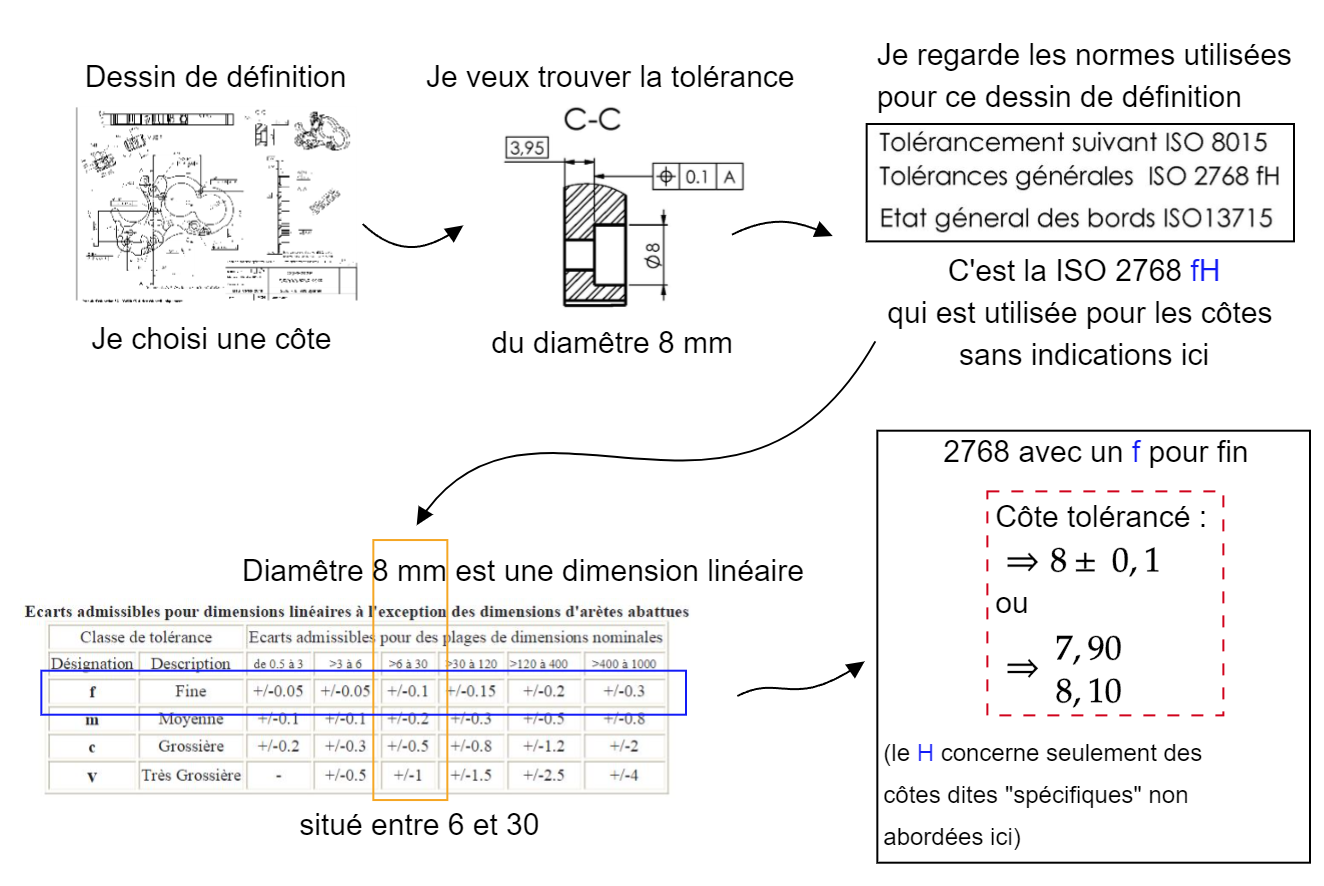 Dessin de définition
Je choisi une côte
Je veux trouver la tolérance
C-C
3,95
0.1 A
Ø8
du diamêtre 8 mm
Je regarde les normes utilisées
pour ce dessin de définition
Tolérancement suivant ISO 8015
Tolérances générales ISO 2768 fH
Etat géneral des bords ISO13715
C'est la ISO 2768 fH
qui est utilisée pour les côtes
sans indications ici
Diamêtre 8 mm est une dimension linéaire
Ecarts admissibles pour dimensions linéaires à l'exception des dimensions d'arètes abattues
Classe de tolérance Ecarts admissibles pour des plages de dimensions nominales
Désignation Description de 0.5 à 3 >3 à 6 >6 à 30 >30 à 120 >120 à 400 >400 à 1000
f Fine +/-0.05 +/-0.05 +/-0.1 +/-0.15 +/-0.2 +/-0.3
m Moyenne +/-0.1 +/-0.1 +/-0.2 +/-0.3 +/-0.5 +/-0.8
c Grossière +/-0.2 +/-0.3 +/-0.5 +/-0.8 +/-1.2 +/-2
v Très Grossière - +/-0.5 +/-1 +/-1.5 +/-2.5 +/-4
situé entre 6 et 30
2768 avec un f pour fin
Côte tolérancé :
⇒ 8 ± 0,1
ou
⇒ 7,90
8,10
(le H concerne seulement des
côtes dites "spécifiques" non
abordées ici)